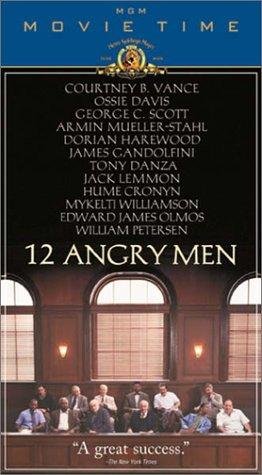 MGM
MOVIE TIME
COURTNEY B. VANCE
OSSIE DAVIS
GEORGE C. SCOTT
ARMIN MUELLER-STAHL
DORIAN HAREWOOD
JAMES GANDOLFINI
TONY DANZA
JACK LEMMON
HUME CRONYN
MYKELTI WILLIAMSON
EDWARD JAMES OLMOS
WILLIAM PETERSEN
12 ANGRY MEN
"A great success."
-The New York Times